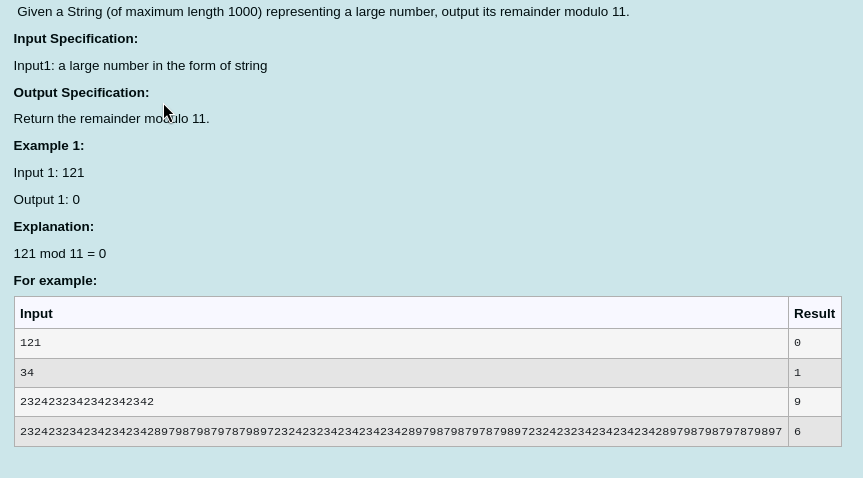 Given a String (of maximum length 1000) representing a large number, output its remainder modulo 11.
Input Specification:
Input1: a large number in the form of string
Output Specification:
Return the remainder modulo 11.
Example 1:
Input 1: 121
Output 1: 0
Explanation:
121 mod 11 = 0
For example:
Input Result
121 0
34 1
2324232342342342342 9
2324232342342342342897987987978798972324232342342342342897987987978798972324232342342342342897987987978798 97 6